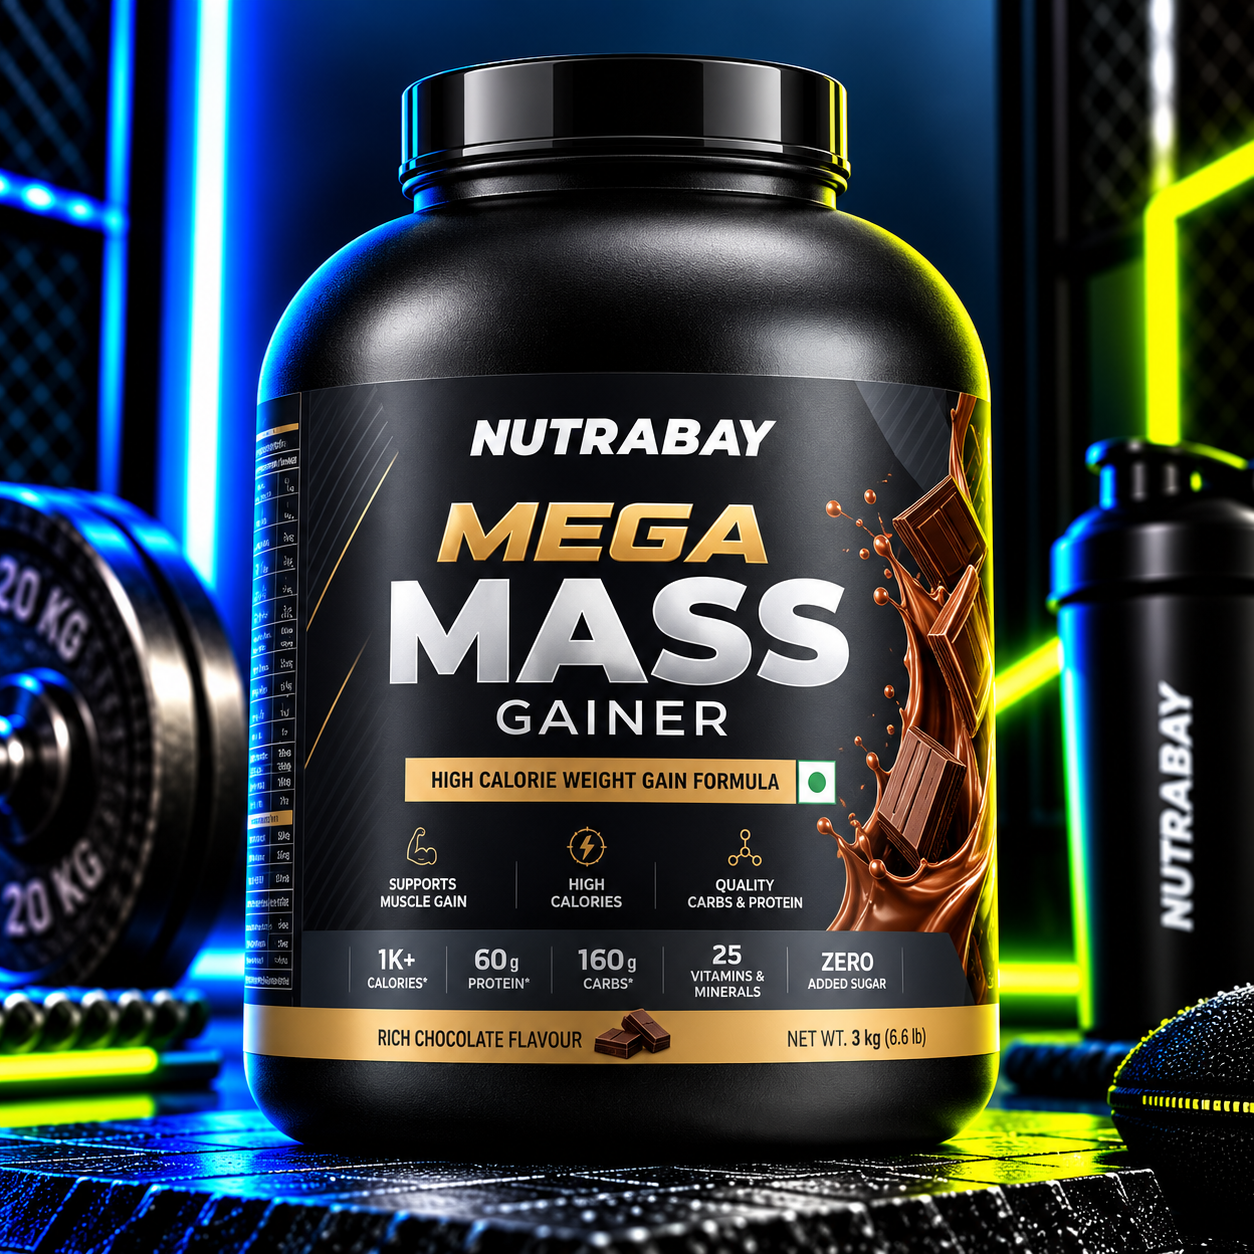 NUTRABAY
MEGA
MASS
GAINER
HIGH CALORIE WEIGHT GAIN FORMULA
SUPPORTS
MUSCLE GAIN
HIGH
CALORIES
QUALITY
CARBS & PROTEIN
1K+
CALORIES*
60g
PROTEIN*
160g
CARBS*
25
VITAMINS &
MINERALS
ZERO
ADDED SUGAR
RICH CHOCOLATE FLAVOUR
NET WT. 3 kg (6.6 lb)
20 KG
20 KG
NUTRABAY